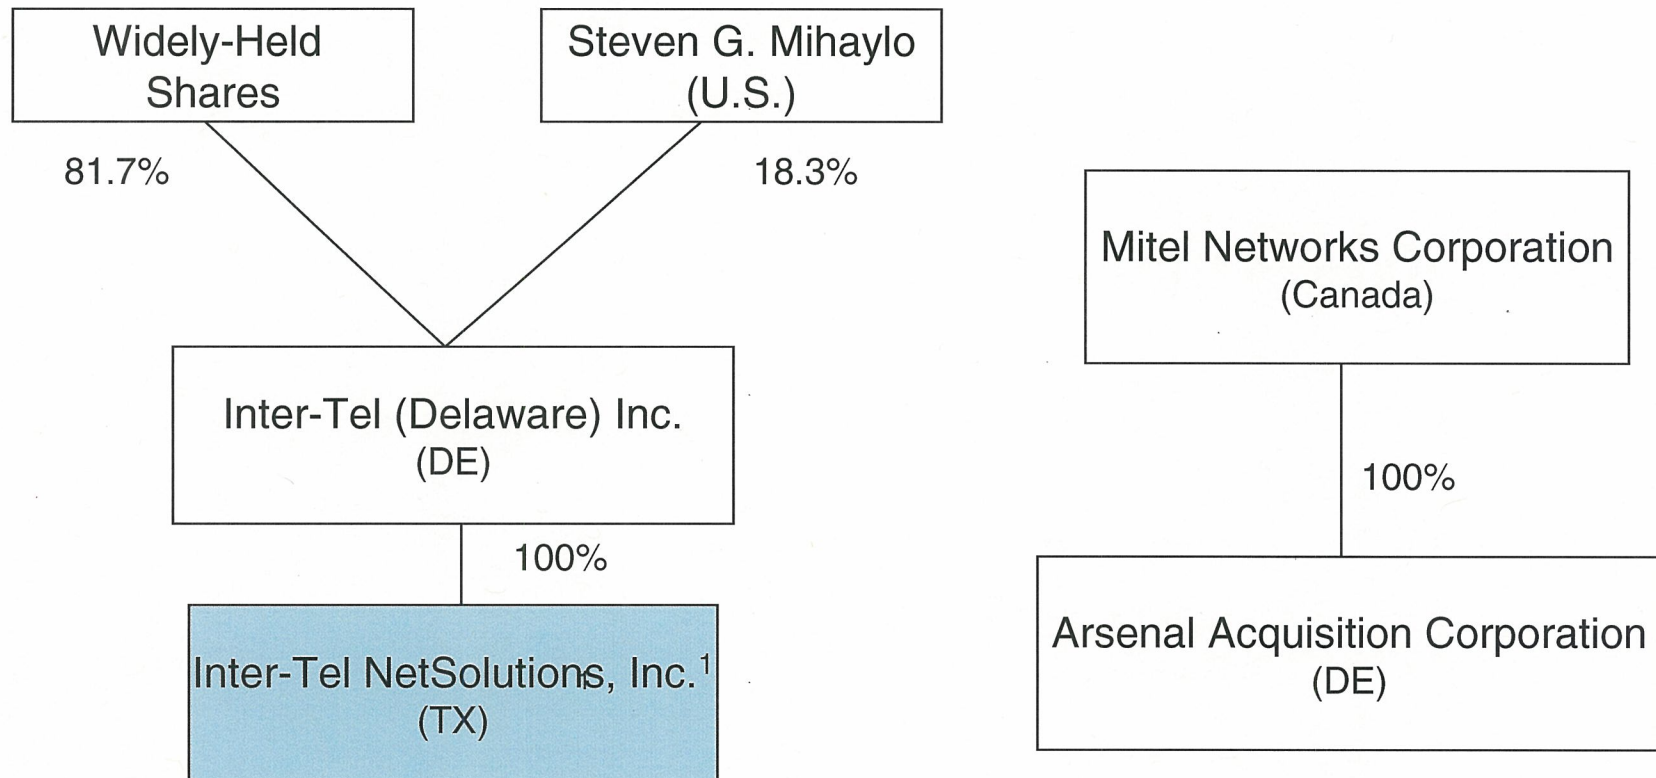 Widely-Held
Shares
Steven G. Mihaylo
(U.S.)
81.7%
18.3%
Mitel Networks Corporation
(Canada)
Inter-Tel (Delaware) Inc.
(DE)
100%
100%
Inter-Tel NetSolutions, Inc.¹
(TX)
Arsenal Acquisition Corporation
(DE)